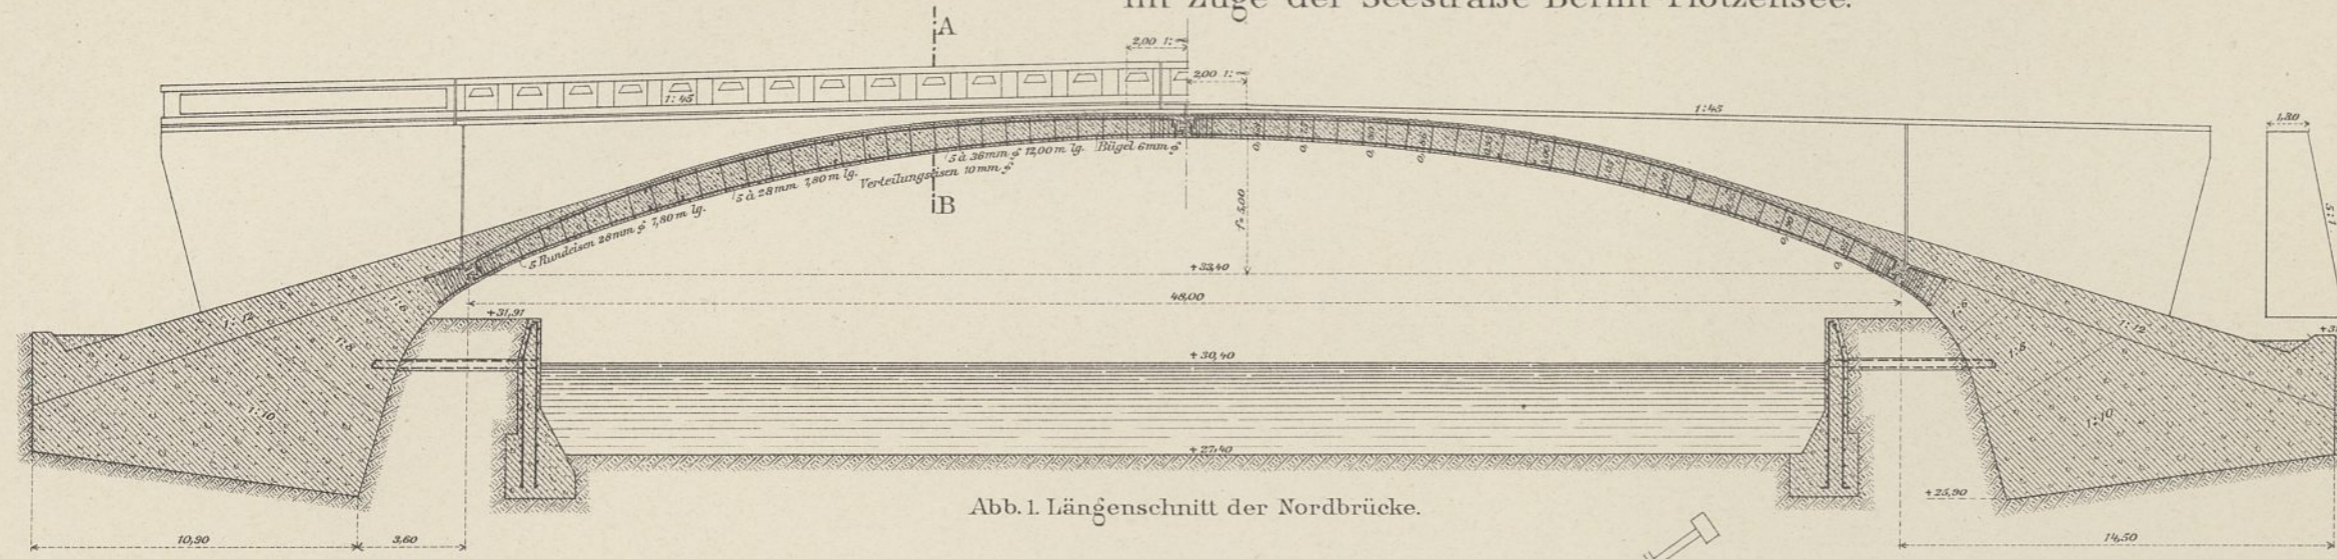 im Zuge der Seestraße Berlin-Plötzensee.
A
2,00 1:∞
2,00 1:∞
1:45
1:45
1,80
5 à 36mm ϕ 12,00 m lg.
Bügel 6mm ϕ
5 à 28mm 7,80 m lg.
Verteilungseisen 10mm ϕ
B
5 Rundeisen 28mm ϕ 7,80 m lg.
f=5,00
1:5
+33,40
48,00
1:6
1:6
1:12
+31,91
1:12
1:8
+30,40
1:5
1:10
1:10
+27,40
+25,90
Abb. 1. Längenschnitt der Nordbrücke.
10,90
3,60
14,50